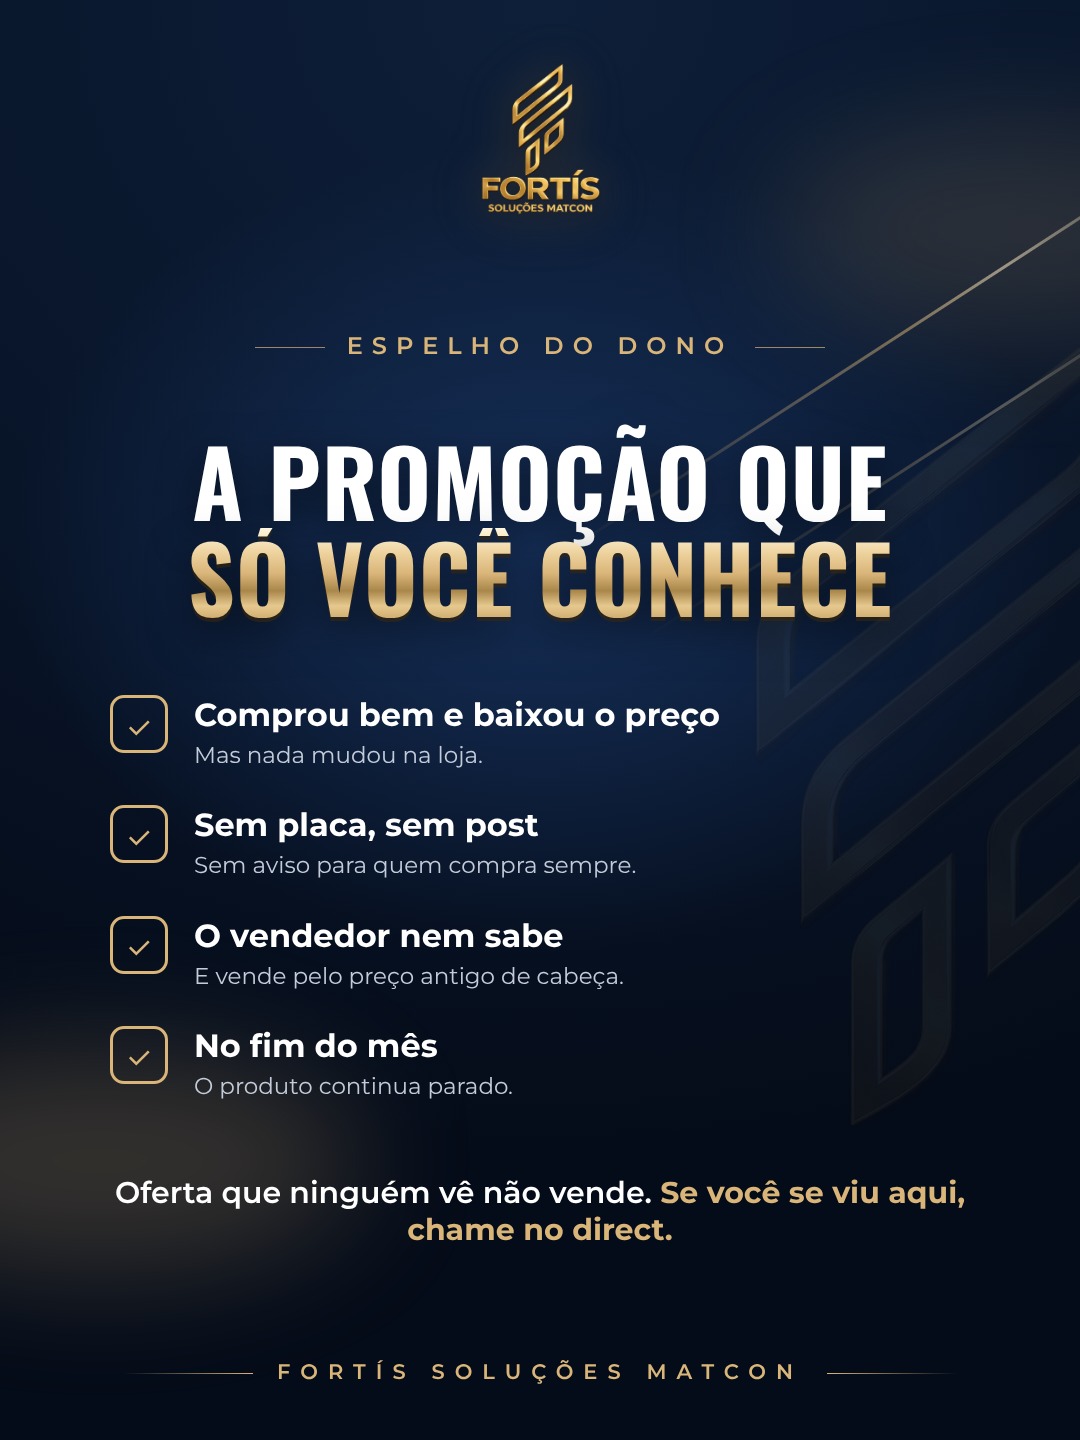 FORTÍS
SOLUÇÕES MATCON
ESPELHO DO DONO
A PROMOÇÃO QUE
SÓ VOCÊ CONHECE
Comprou bem e baixou o preço
Mas nada mudou na loja.
Sem placa, sem post
Sem aviso para quem compra sempre.
O vendedor nem sabe
E vende pelo preço antigo de cabeça.
No fim do mês
O produto continua parado.
Oferta que ninguém vê não vende. Se você se viu aqui,
chame no direct.
FORTÍS SOLUÇÕES MATCON